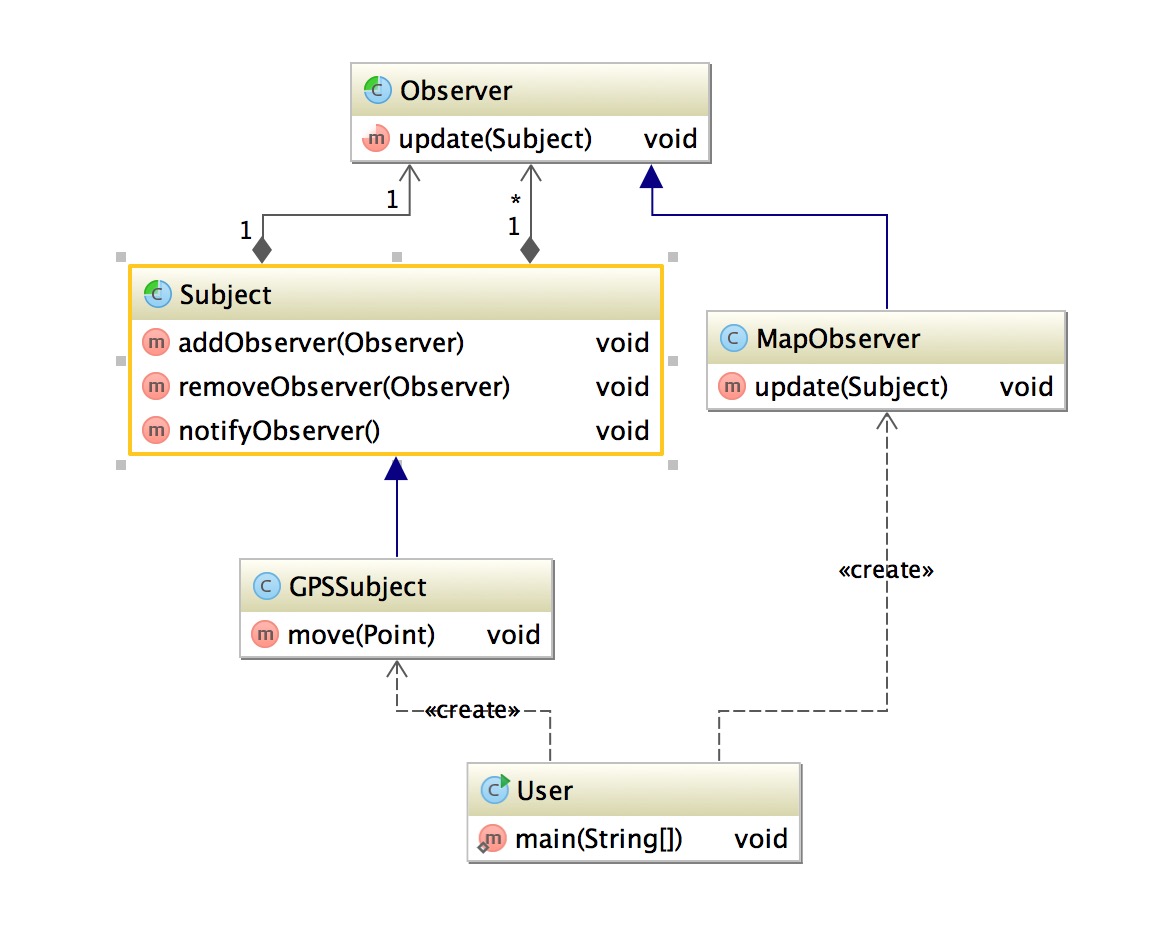 C Observer
m update(Subject) void
1
*
1
1
C Subject
m addObserver(Observer) void
m removeObserver(Observer) void
m notifyObserver() void
C MapObserver
m update(Subject) void
«create»
C GPSSubject
m move(Point) void
«create»
C User
m main(String[]) void